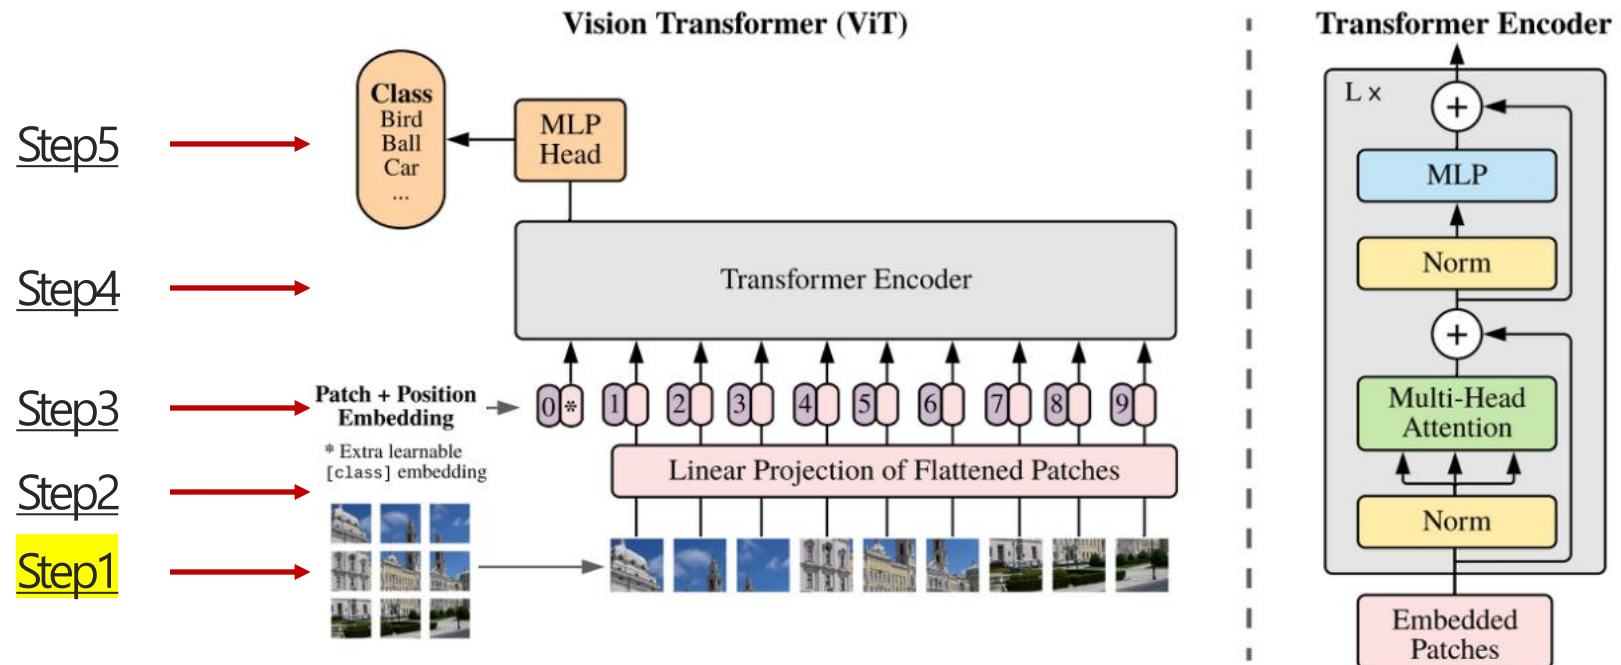 Vision Transformer (ViT)
Transformer Encoder
Step5
Class
Bird
Ball
Car
...
MLP
Head
Step4
Transformer Encoder
Step3
Patch + Position
Embedding
0 * 1 2 3 4 5 6 7 8 9
* Extra learnable
[class] embedding
Step2
Linear Projection of Flattened Patches
Step1
L x
+
MLP
Norm
+
Multi-Head
Attention
Norm
Embedded
Patches